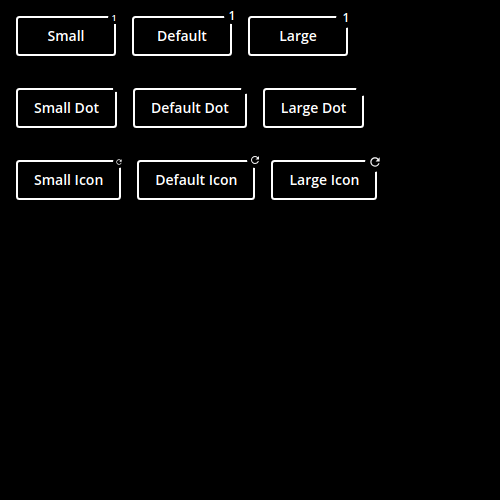 Small 1 Default 1 Large 1
Small Dot Default Dot Large Dot
Small Icon Default Icon Large Icon